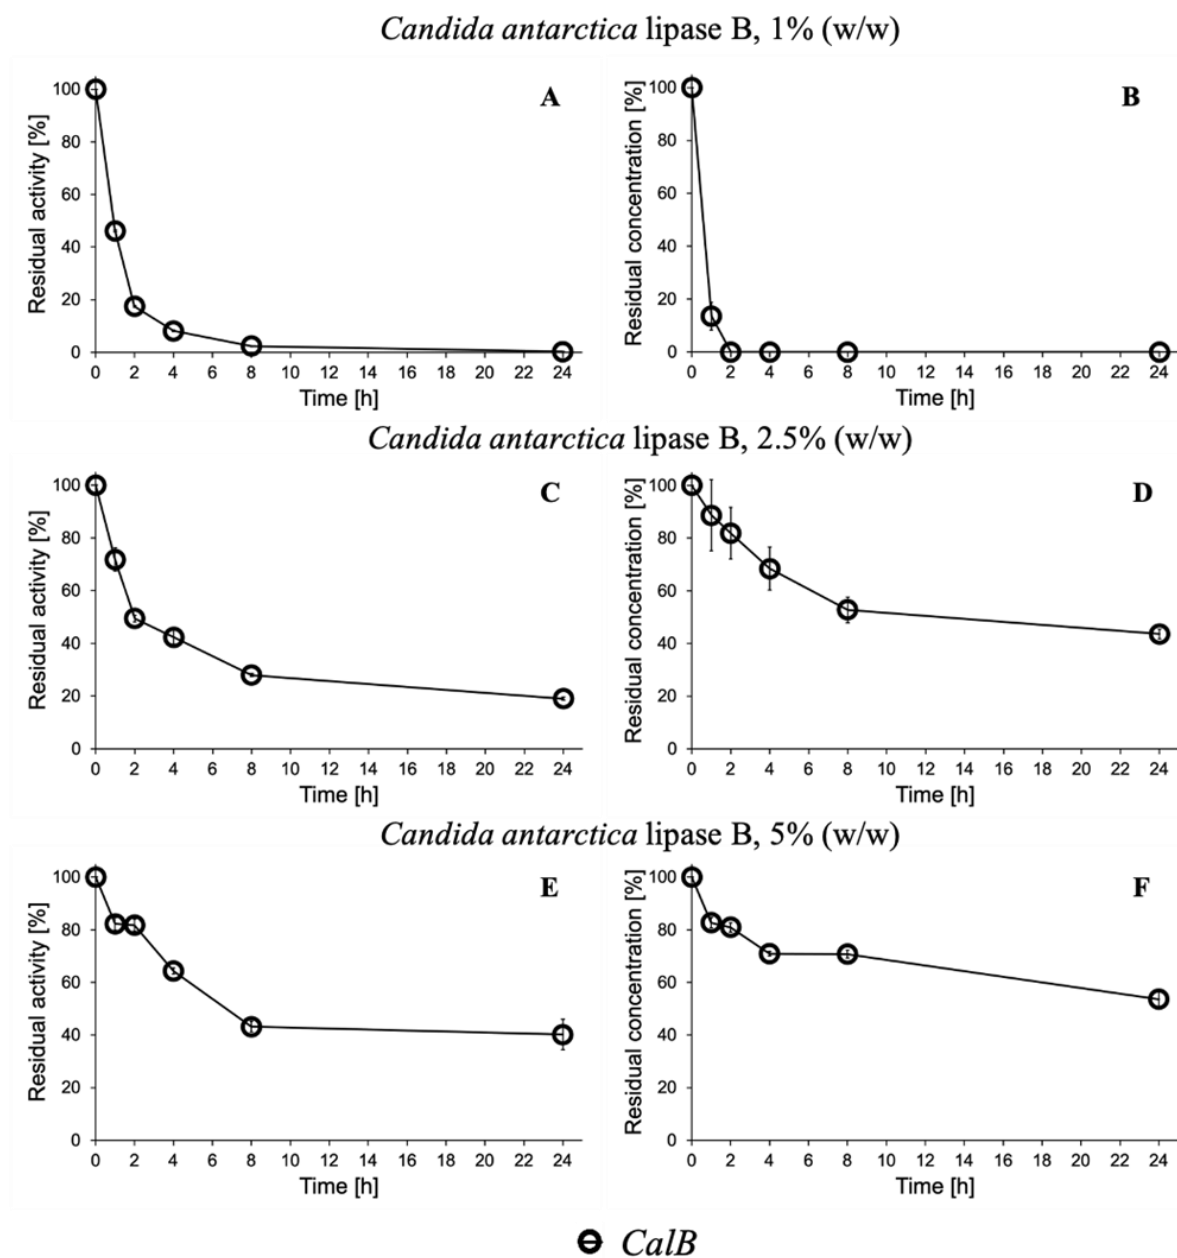 Candida antarctica lipase B, 1% (w/w)
A
Residual activity [%]
100
80
60
40
20
0
0 2 4 6 8 10 12 14 16 18 20 22 24
Time [h]
B
Residual concentration [%]
100
80
60
40
20
0
0 2 4 6 8 10 12 14 16 18 20 22 24
Time [h]
Candida antarctica lipase B, 2.5% (w/w)
C
Residual activity [%]
100
80
60
40
20
0
0 2 4 6 8 10 12 14 16 18 20 22 24
Time [h]
D
Residual concentration [%]
100
80
60
40
20
0
0 2 4 6 8 10 12 14 16 18 20 22 24
Time [h]
Candida antarctica lipase B, 5% (w/w)
E
Residual activity [%]
100
80
60
40
20
0
0 2 4 6 8 10 12 14 16 18 20 22 24
Time [h]
F
Residual concentration [%]
100
80
60
40
20
0
0 2 4 6 8 10 12 14 16 18 20 22 24
Time [h]
CalB